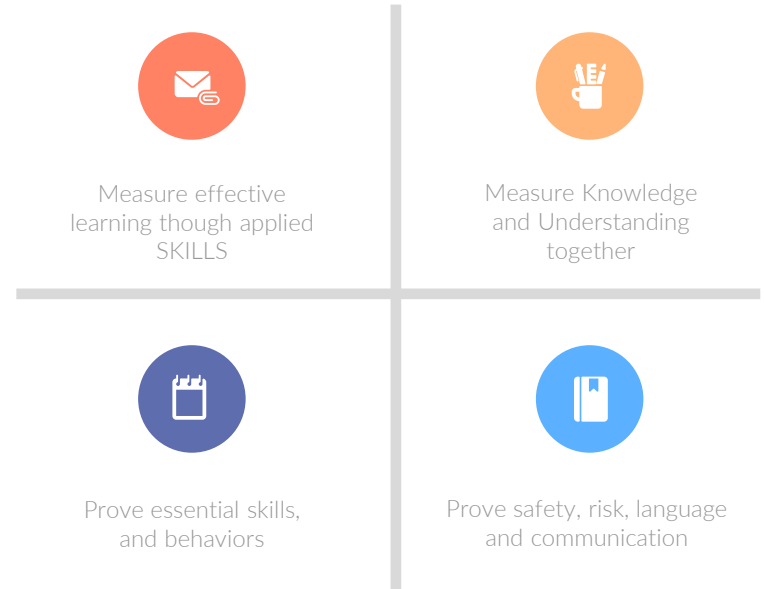 Measure effective
learning though applied
SKILLS
Measure Knowledge
and Understanding
together
Prove essential skills,
and behaviors
Prove safety, risk, language
and communication